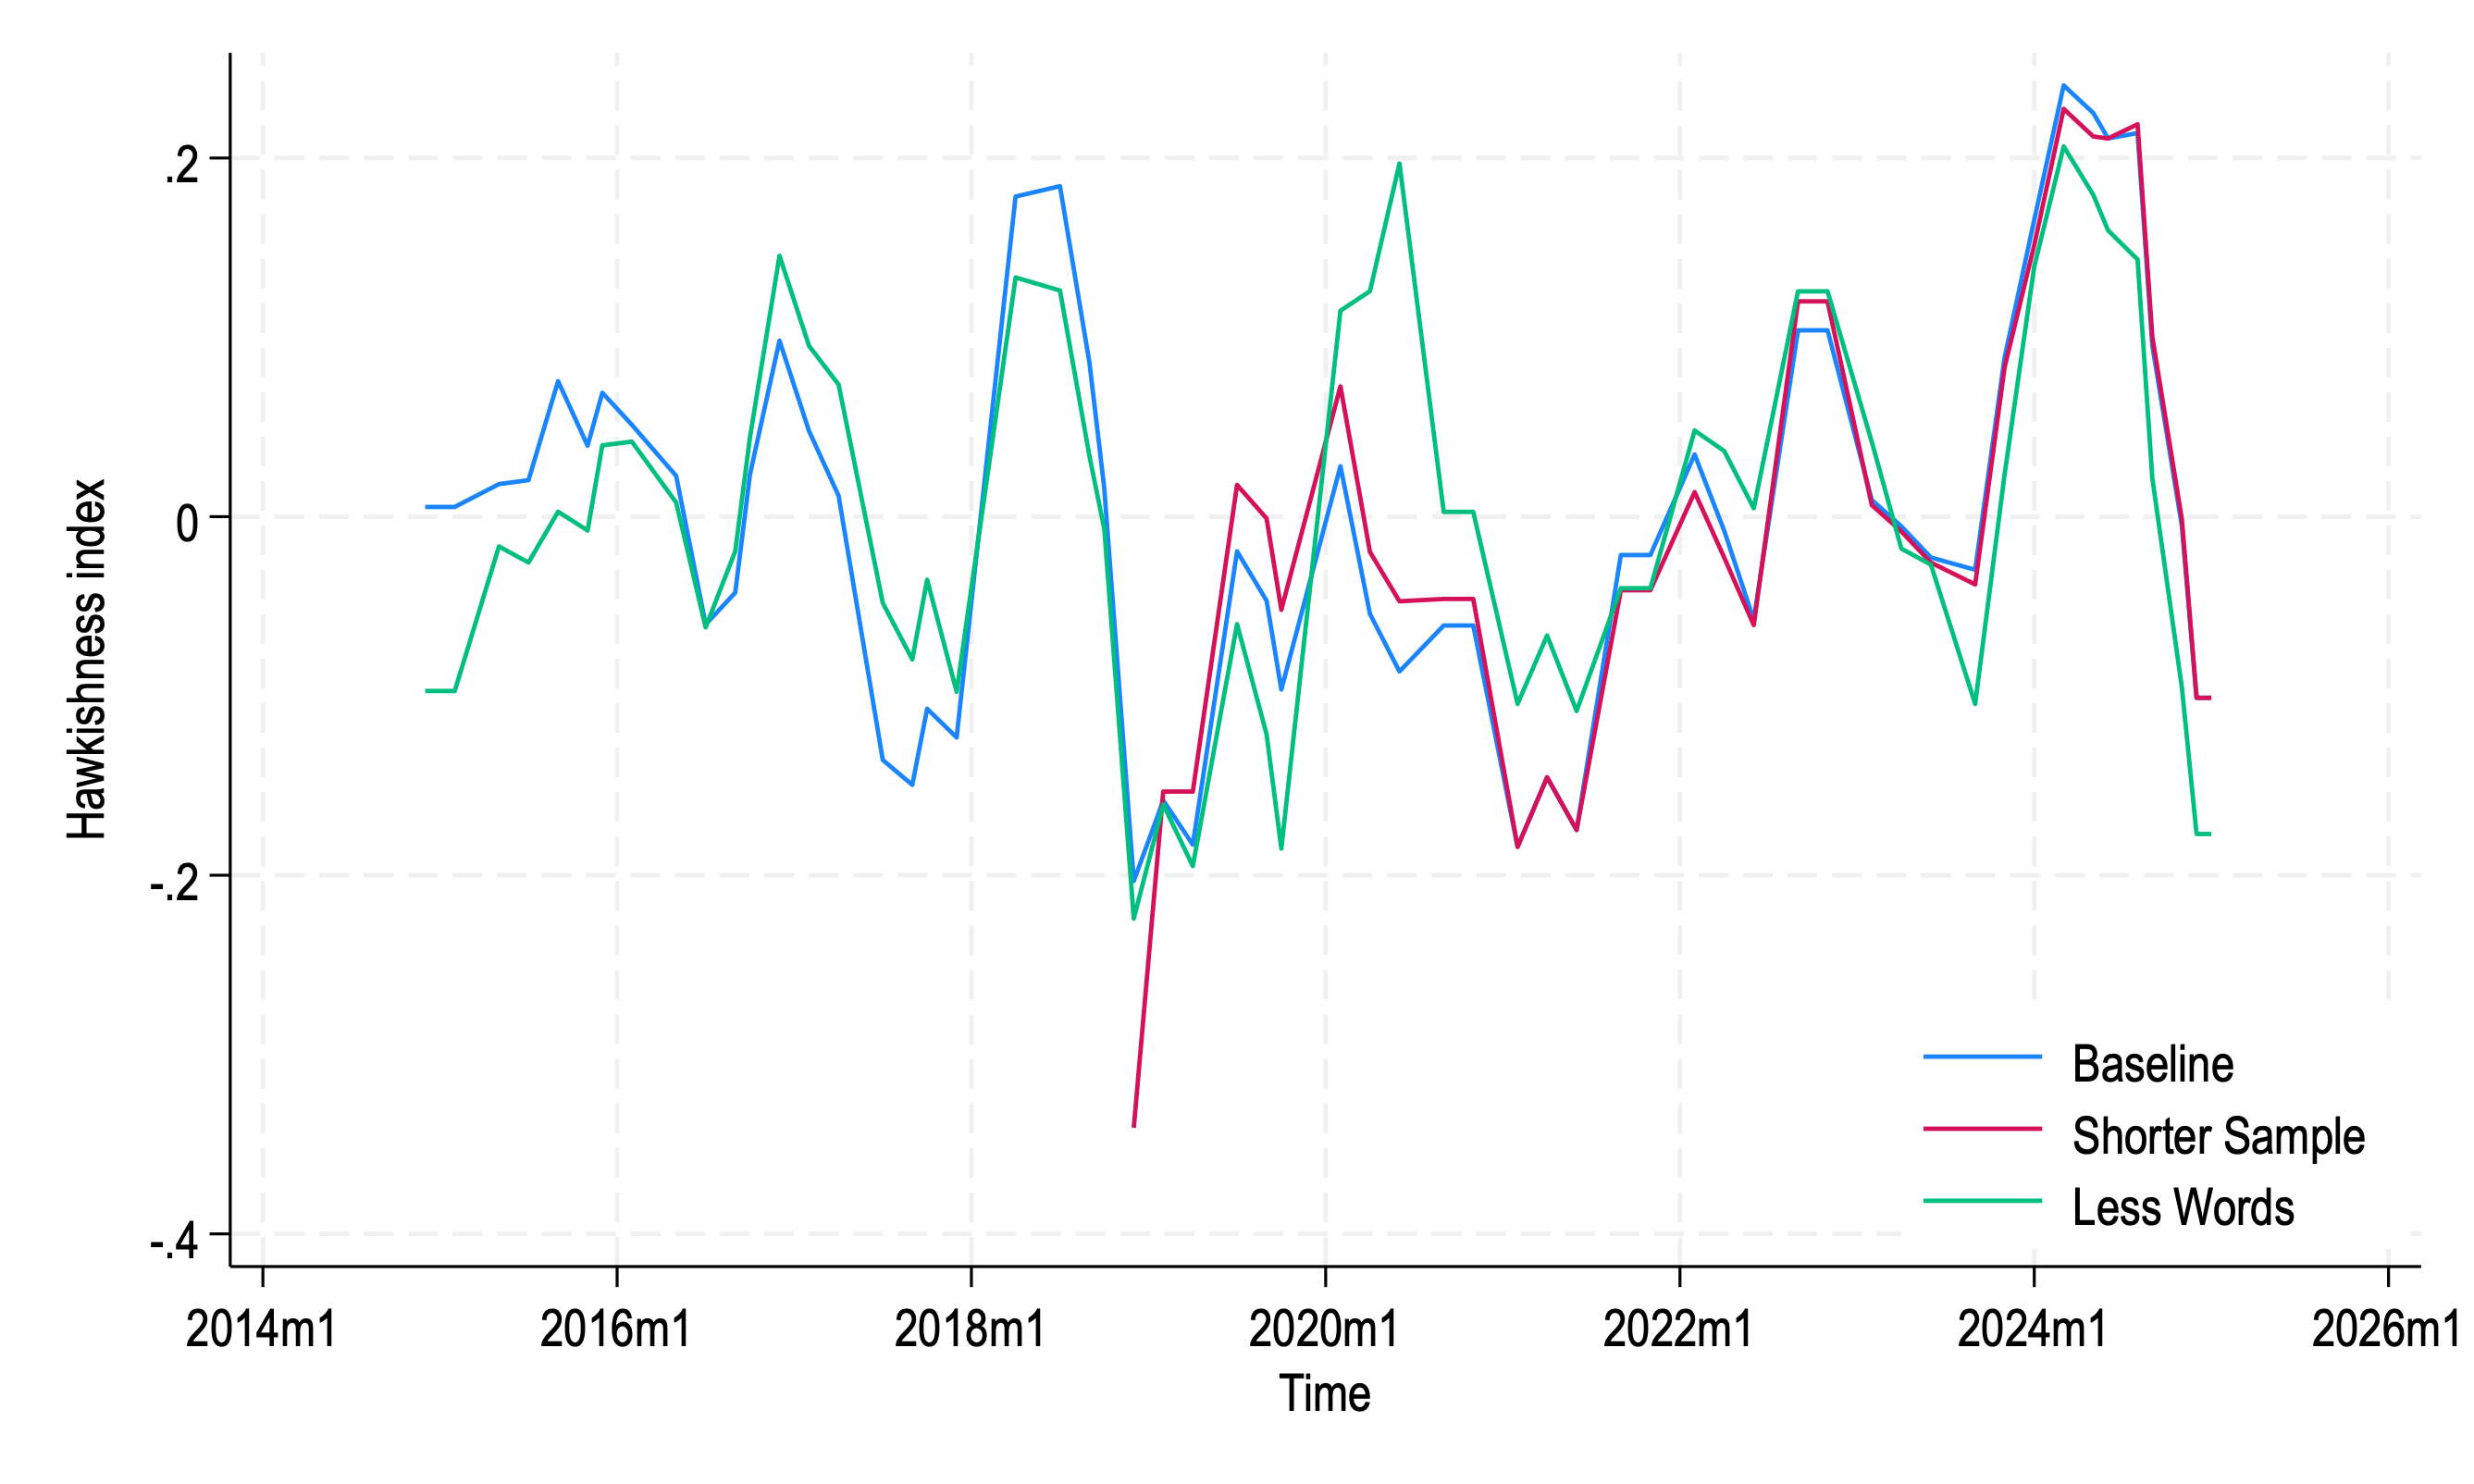 Hawkishness index
.2
0
-.2
-.4
2014m1 2016m1 2018m1 2020m1 2022m1 2024m1 2026m1
Time
Baseline
Shorter Sample
Less Words